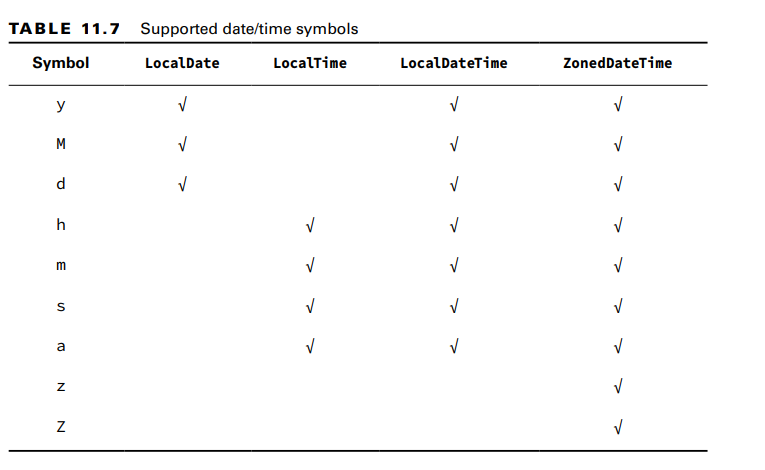 TABLE 11.7 Supported date/time symbols
Symbol LocalDate LocalTime LocalDateTime ZonedDateTime
y √ √ √
M √ √ √
d √ √ √
h √ √ √
m √ √ √
s √ √ √
a √ √ √
z √
Z √